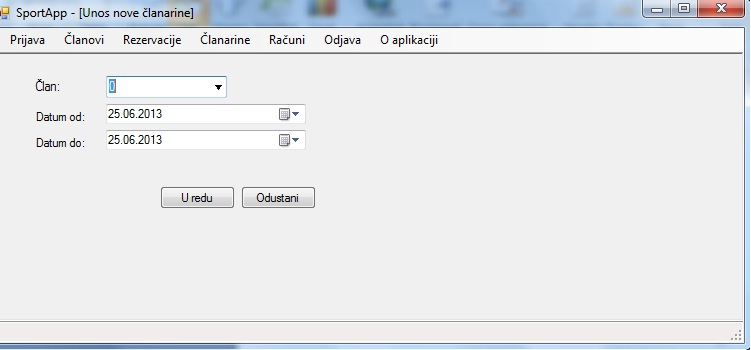 SportApp - [Unos nove članarine]
Prijava Članovi Rezervacije Članarine Računi Odjava O aplikaciji
Član: 0
Datum od: 25.06.2013
Datum do: 25.06.2013
U redu Odustani